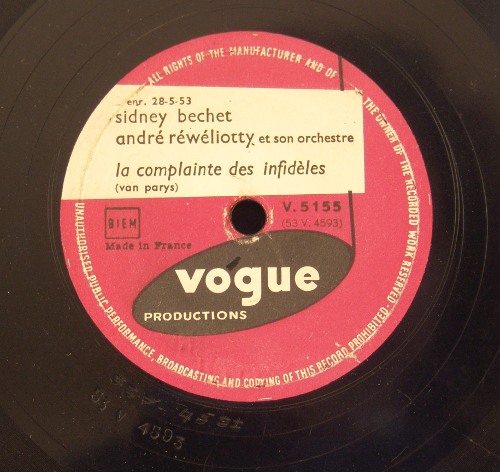 ALL RIGHTS OF THE MANUFACTURER AND OF THE OWNER OF THE RECORDED WORK RESERVED·
UNAUTHORISED PUBLIC PERFORMANCE, BROADCASTING AND COPYING OF THIS RECORD PROHIBITED·
enr. 28-5-53
sidney bechet
andré réwéliotty et son orchestre
la complainte des infidèles
(van parys)
BIEM
V.5155
(53 V. 4593)
Made in France
vogue
PRODUCTIONS
53 V 4593